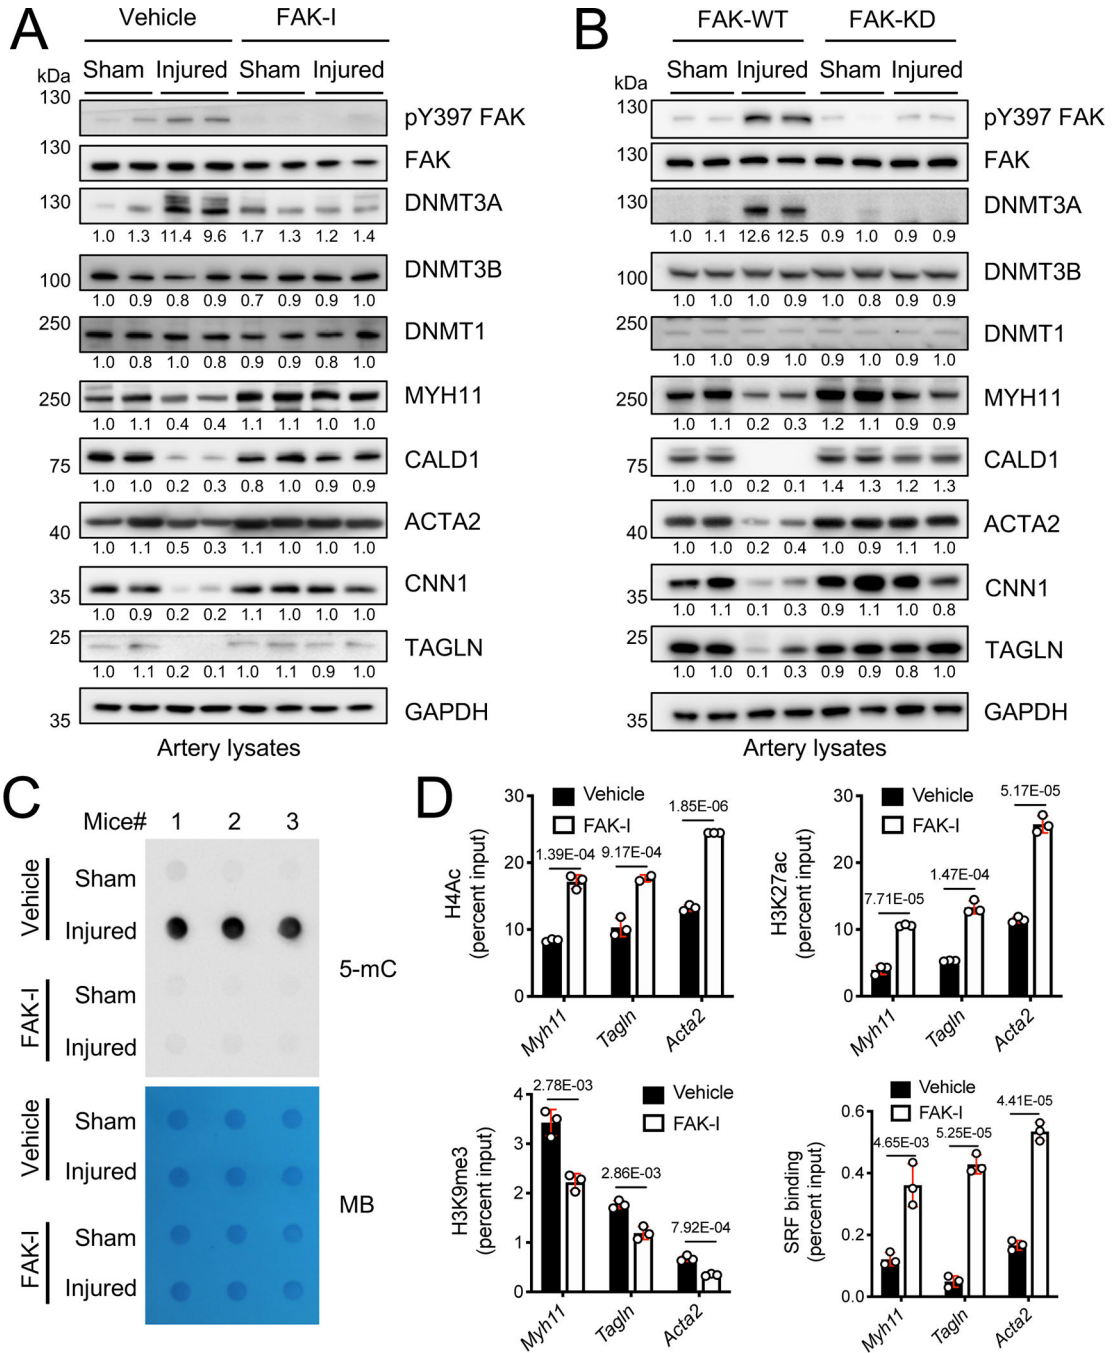 A
Vehicle FAK-I
Sham Injured Sham Injured
kDa
130 pY397 FAK
130 FAK
130 DNMT3A
1.0 1.3 11.4 9.6 1.7 1.3 1.2 1.4
100 DNMT3B
1.0 0.9 0.8 0.9 0.7 0.9 0.9 1.0
250 DNMT1
1.0 0.8 1.0 0.8 0.9 0.9 0.8 1.0
250 MYH11
1.0 1.1 0.4 0.4 1.1 1.1 1.0 1.0
75 CALD1
1.0 1.0 0.2 0.3 0.8 1.0 0.9 0.9
40 ACTA2
1.0 1.1 0.5 0.3 1.1 1.0 1.0 1.0
35 CNN1
1.0 0.9 0.2 0.2 1.1 1.0 1.0 1.0
25 TAGLN
1.0 1.1 0.2 0.1 1.0 1.1 0.9 1.0
35 GAPDH
Artery lysates
B
FAK-WT FAK-KD
Sham Injured Sham Injured
kDa
130 pY397 FAK
130 FAK
130 DNMT3A
1.0 1.1 12.6 12.5 0.9 1.0 0.9 0.9
100 DNMT3B
1.0 1.0 1.0 0.9 1.0 0.8 0.9 0.9
250 DNMT1
1.0 1.0 0.9 1.0 0.9 1.0 0.9 1.0
250 MYH11
1.0 1.1 0.2 0.3 1.2 1.1 0.9 0.9
75 CALD1
1.0 1.0 0.2 0.1 1.4 1.3 1.2 1.3
40 ACTA2
1.0 1.0 0.2 0.4 1.0 0.9 1.1 1.0
35 CNN1
1.0 1.1 0.1 0.3 0.9 1.1 1.0 0.8
25 TAGLN
1.0 1.0 0.1 0.3 0.9 0.9 0.8 1.0
35 GAPDH
Artery lysates
C
Mice# 1 2 3
Vehicle
Sham
Injured
FAK-I
Sham
Injured
5-mC
Vehicle
Sham
Injured
FAK-I
Sham
Injured
MB
D
H4Ac
(percent input)
30
20
10
0
Vehicle
FAK-I
1.39E-04
9.17E-04
1.85E-06
Myh11 Tagln Acta2
H3K27ac
(percent input)
30
20
10
0
Vehicle
FAK-I
7.71E-05
1.47E-04
5.17E-05
Myh11 Tagln Acta2
H3K9me3
(percent input)
4
3
2
1
0
Vehicle
FAK-I
2.78E-03
2.86E-03
7.92E-04
Myh11 Tagln Acta2
SRF binding
(percent input)
0.6
0.4
0.2
0.0
Vehicle
FAK-I
4.65E-03
5.25E-05
4.41E-05
Myh11 Tagln Acta2